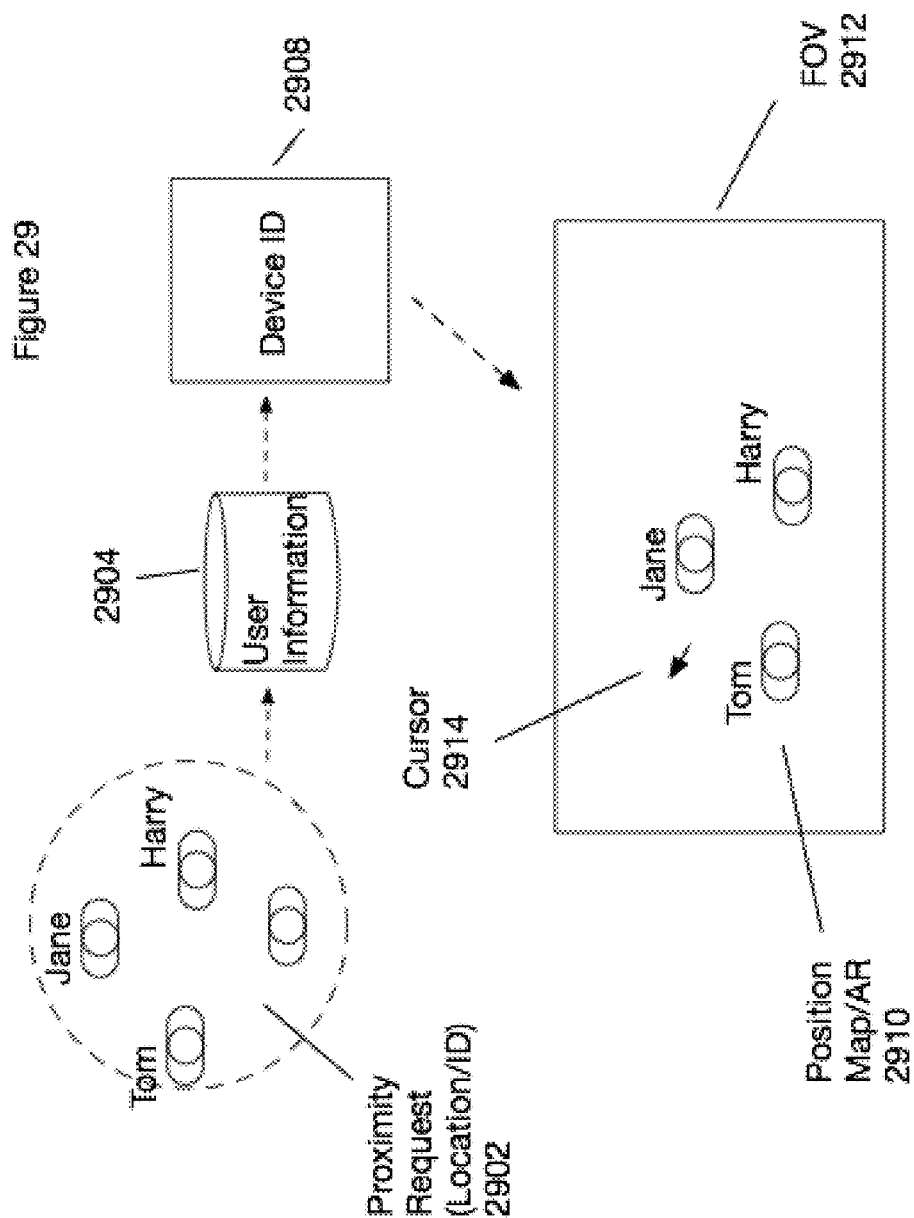 Figure 29
Jane
Harry
Tom
Proximity
Request
(Location/ID)
2902
2904
User
Information
2908
Device ID
Cursor
2914
Jane
Harry
Tom
Position
Map/AR
2910
FOV
2912